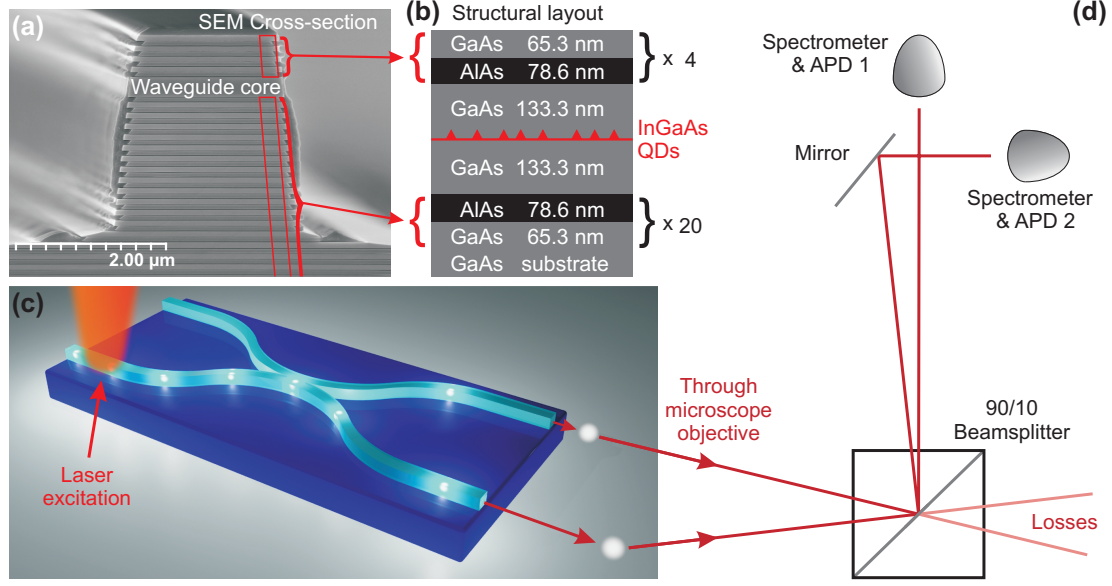 (a)
SEM Cross-section
Waveguide core
2.00 µm
(b)
Structural layout
GaAs 65.3 nm
AlAs 78.6 nm
x 4
GaAs 133.3 nm
InGaAs
QDs
GaAs 133.3 nm
AlAs 78.6 nm
GaAs 65.3 nm
x 20
GaAs substrate
(c)
Laser
excitation
Through
microscope
objective
(d)
Spectrometer
& APD 1
Mirror
Spectrometer
& APD 2
90/10
Beamsplitter
Losses